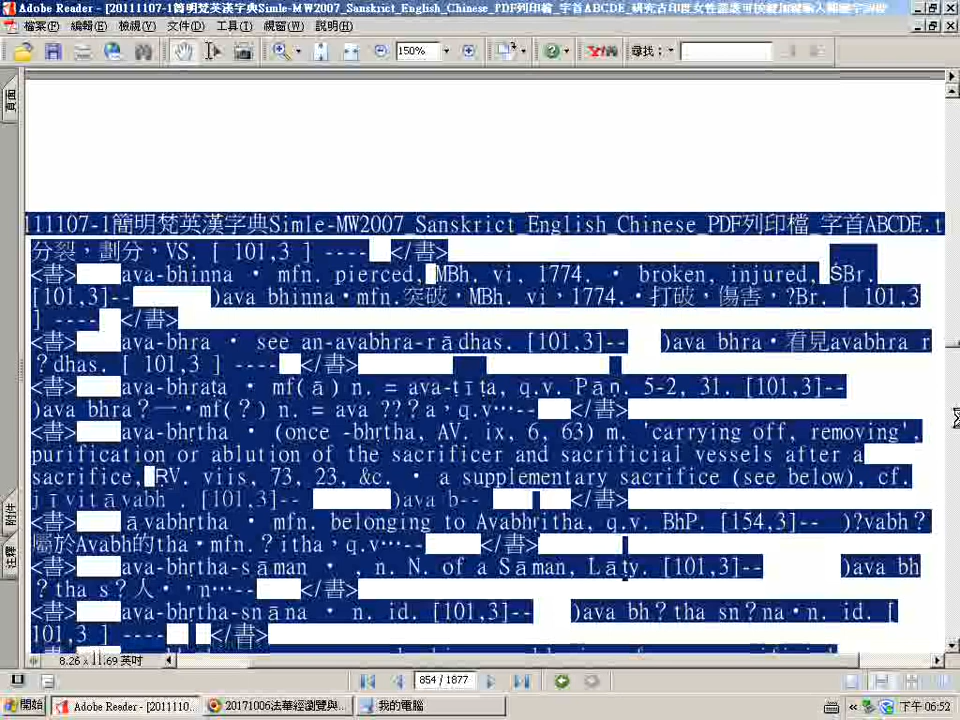 Adobe Reader - [20111107-1簡明梵英漢字典Simle-MW2007_Sanskrict_English_Chinese_PDF列印檔_字首ABCDE_研究古印度女性
檔案(F) 編輯(E) 檢視(V) 文件(D) 工具(T) 視窗(W) 說明(H)
150% 尋找:
頁面
111107-1簡明梵英漢字典Simle-MW2007_Sanskrict_English_Chinese_PDF列印檔_字首ABCDE.t
分裂，劃分，VS. [ 101,3 ] ---- </書>
<書> ava-bhinna · mfn. pierced, MBh. vi, 1774. · broken, injured, ŚBr.
[101,3]-- )ava bhinna·mfn.突破，MBh. vi，1774.·打破，傷害，?Br. [ 101,3
] ---- </書>
<書> ava-bhra · see an-avabhra-rādhas. [101,3]-- )ava bhra·看見avabhra r
?dhas. [ 101,3 ] ---- </書>
<書> ava-bhraṭa · mf(ā) n. = ava-ṭīṭa, q.v. Pāṇ. 5-2, 31. [101,3]--
)ava bhra？一·mf(？) n. = ava ???a，q.v…-- </書>
<書> ava-bhṛtha · (once -bhṛtha, AV. ix, 6, 63) m. 'carrying off, removing',
purification or ablution of the sacrificer and sacrificial vessels after a
sacrifice, RV. viis, 73, 23, &c. · a supplementary sacrifice (see below), cf.
jīvitāvabh . [101,3]-- )ava b-- </書>
<書> āvabhṛtha · mfn. belonging to Avabhṛitha, q.v. BhP. [154,3]-- )?vabh？
屬於Avabh的tha·mfn.？itha，q.v…-- </書>
<書> ava-bhṛtha-sāman · , n. N. of a Sāman, Lāṭy. [101,3]-- )ava bh
？tha s？人·，n…-- </書>
<書> ava-bhṛtha-snāna · n. id. [101,3]-- )ava bh？tha sn？na·n. id. [
101,3 ] ---- </書>
附件
註釋
8.26 x 11.69 英吋
854 / 1877
開始 Adobe Reader - [2011110... 20171006法華經瀏覽與... 我的電腦 下午 06:52